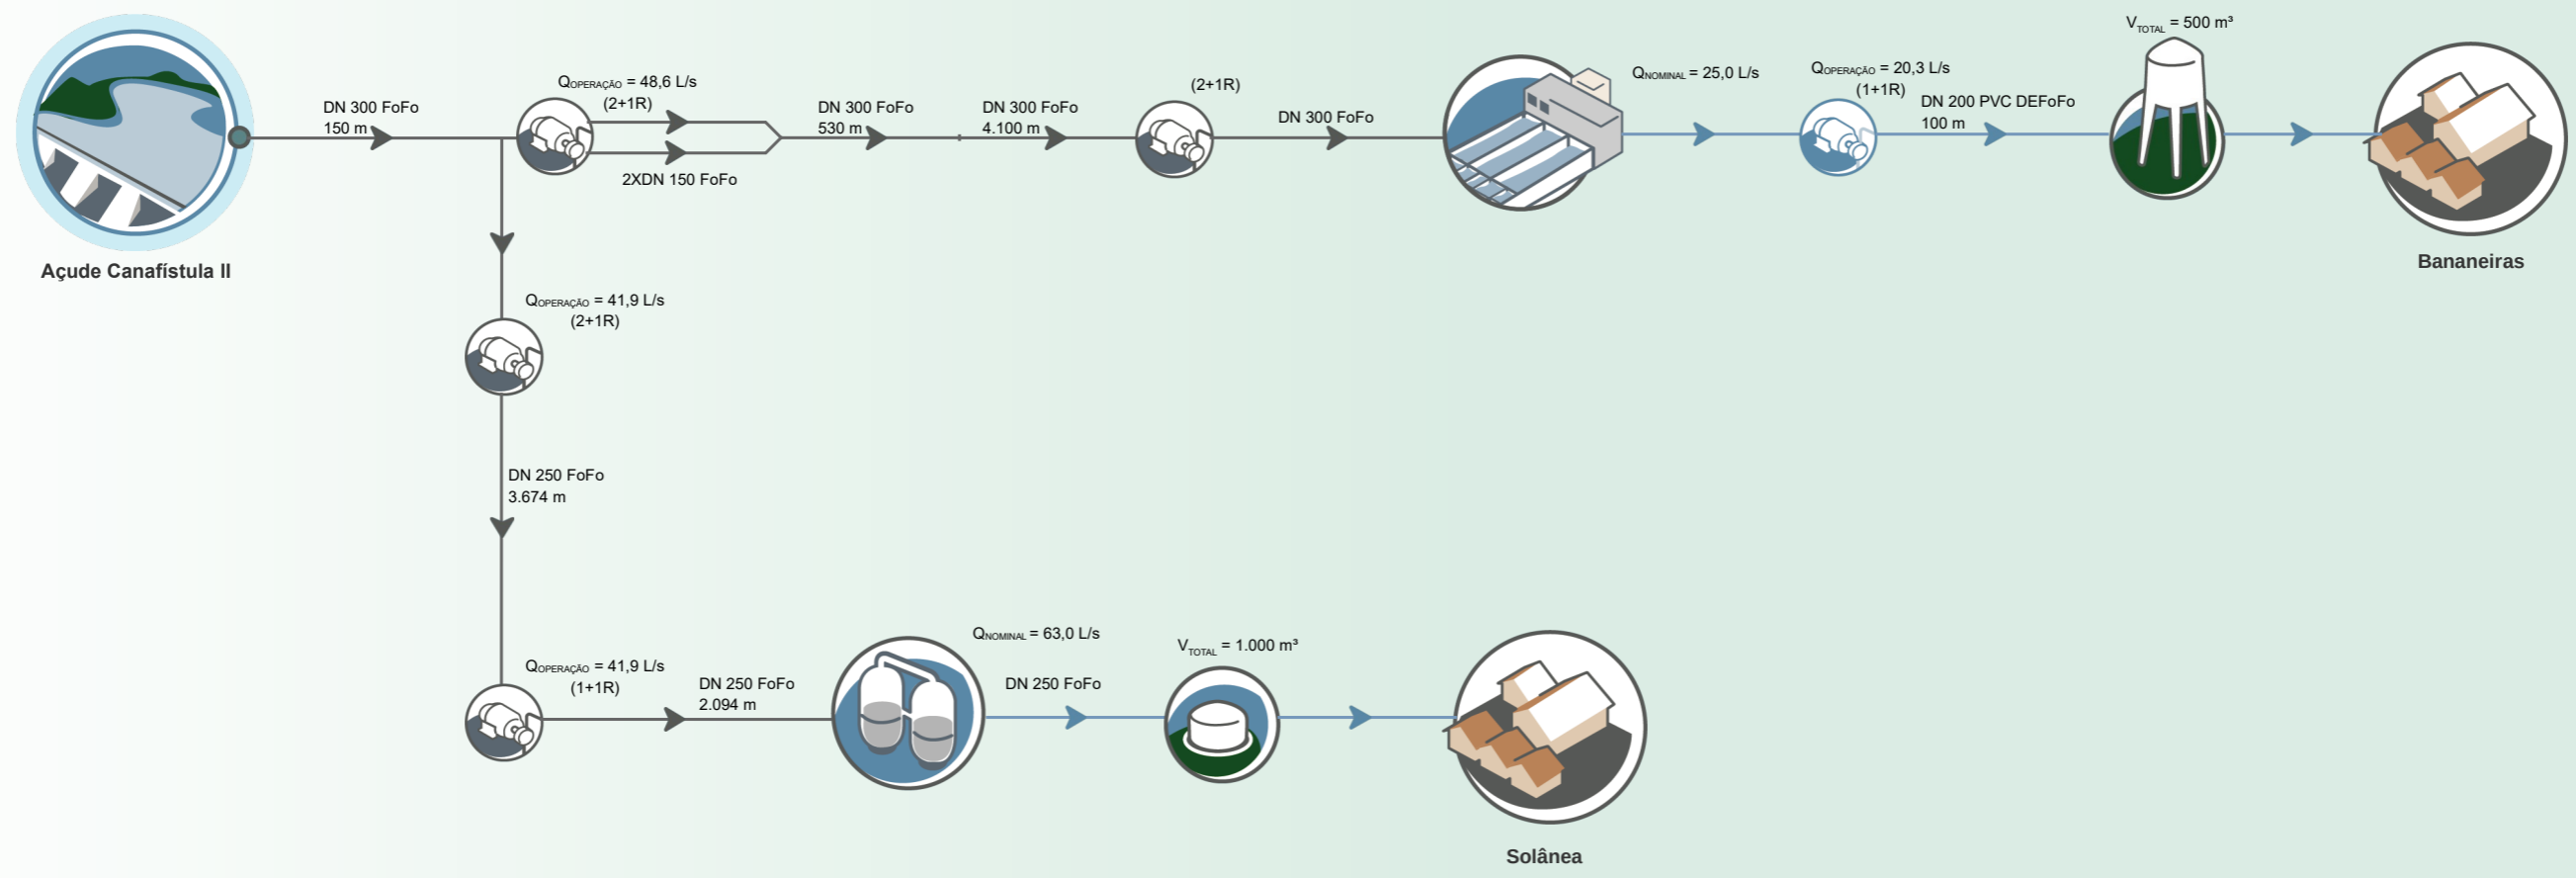 V TOTAL = 500 m³
QOPERAÇÃO = 48,6 L/s
(2+1R)
DN 300 FoFo
150 m
2XDN 150 FoFo
DN 300 FoFo
530 m
DN 300 FoFo
4.100 m
(2+1R)
DN 300 FoFo
QNOMINAL = 25,0 L/s
QOPERAÇÃO = 20,3 L/s
(1+1R)
DN 200 PVC DEFoFo
100 m
Açude Canafístula II
Bananeiras
QOPERAÇÃO = 41,9 L/s
(2+1R)
DN 250 FoFo
3.674 m
QOPERAÇÃO = 41,9 L/s
(1+1R)
DN 250 FoFo
2.094 m
QNOMINAL = 63,0 L/s
DN 250 FoFo
VTOTAL = 1.000 m³
Solânea